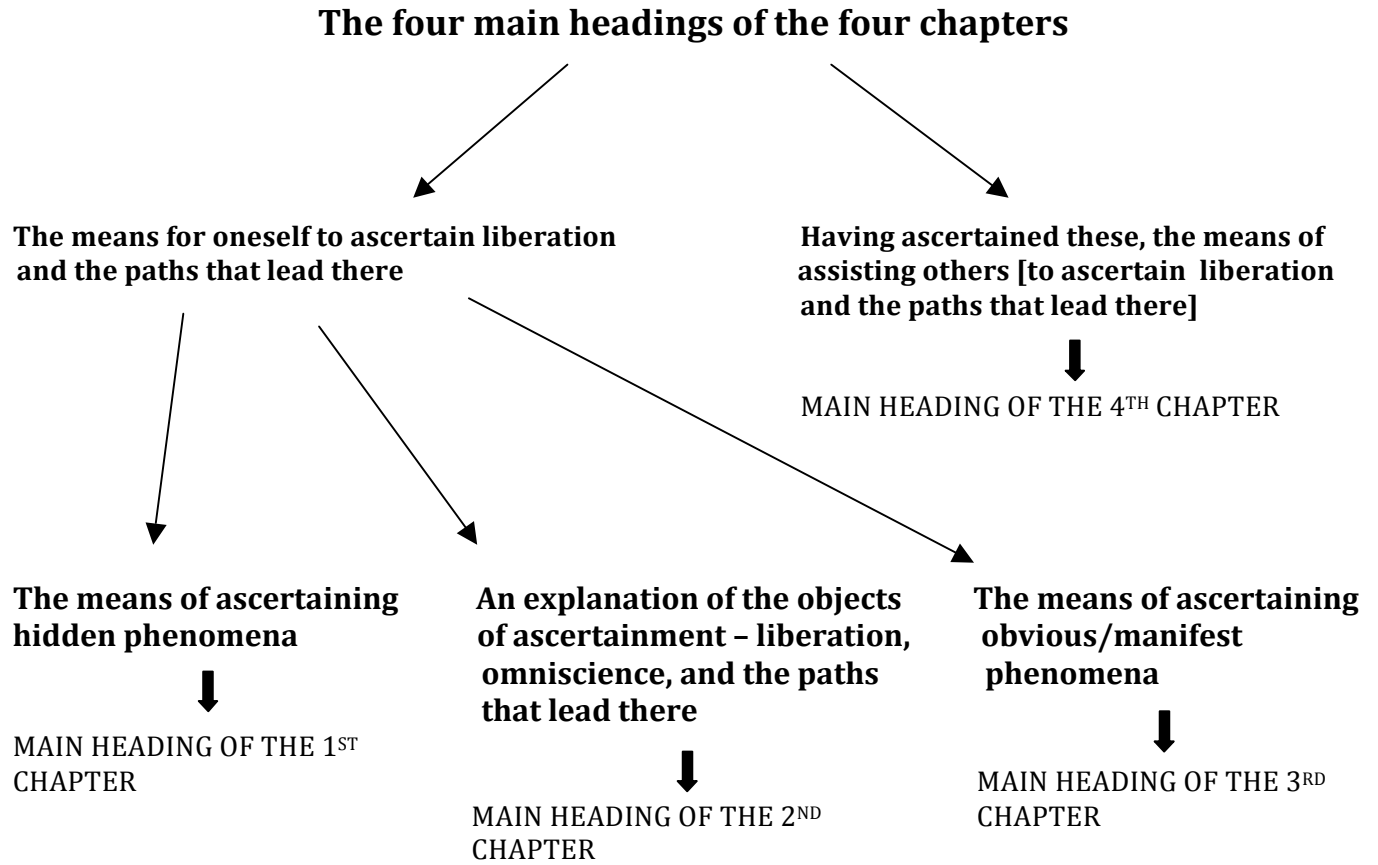 The four main headings of the four chapters
The means for oneself to ascertain liberation
and the paths that lead there
Having ascertained these, the means of
assisting others [to ascertain liberation
and the paths that lead there]
MAIN HEADING OF THE 4TH CHAPTER
The means of ascertaining
hidden phenomena
MAIN HEADING OF THE 1ST
CHAPTER
An explanation of the objects
of ascertainment – liberation,
omniscience, and the paths
that lead there
MAIN HEADING OF THE 2ND
CHAPTER
The means of ascertaining
obvious/manifest
phenomena
MAIN HEADING OF THE 3RD
CHAPTER